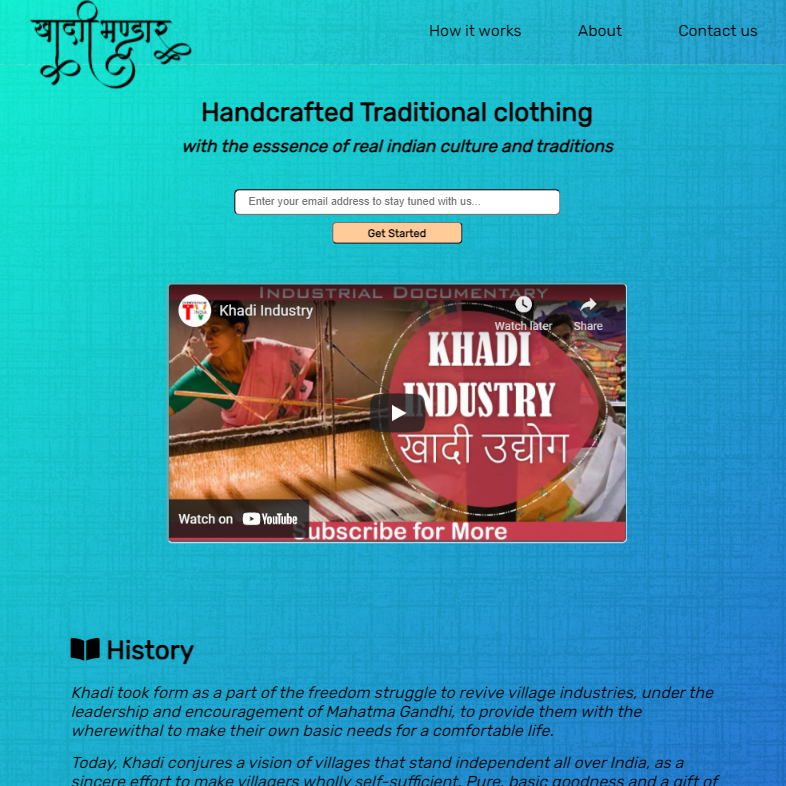 खादी भण्डार
How it works
About
Contact us
Handcrafted Traditional clothing
with the esssence of real indian culture and traditions
Enter your email address to stay tuned with us...
Get Started
INDUSTRIAL DOCUMENTARY
Khadi Industry
Watch later
Share
KHADI
INDUSTRY
खादी उद्योग
Watch on YouTube
Subscribe for More
History
Khadi took form as a part of the freedom struggle to revive village industries, under the
leadership and encouragement of Mahatma Gandhi, to provide them with the
wherewithal to make their own basic needs for a comfortable life.
Today, Khadi conjures a vision of villages that stand independent all over India, as a
sincere effort to make villagers wholly self-sufficient. Pure, basic goodness and a gift of